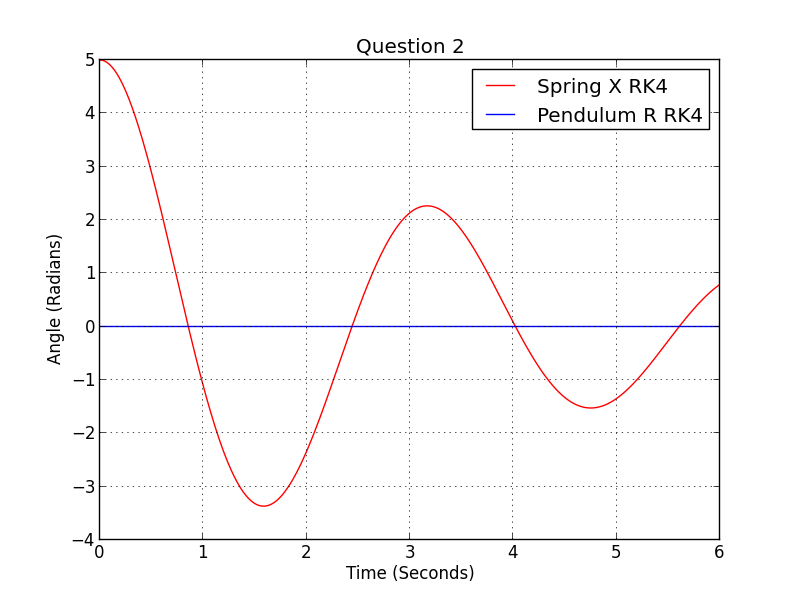 Question 2
Spring X RK4
Pendulum R RK4
Angle (Radians)
5
4
3
2
1
0
−1
−2
−3
−4
0 1 2 3 4 5 6
Time (Seconds)